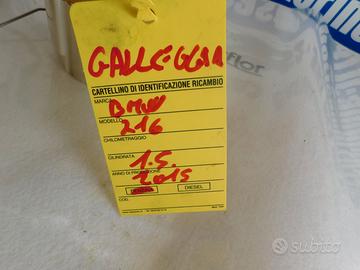 GALLEGGIA
CARTELLINO DI IDENTIFICAZIONE RICAMBIO
MARCA BMW
MODELLO 216
CHILOMETRAGGIO
CILINDRATA 1.5.
ANNO DI PRODUZIONE 2015
BENZINA DIESEL
COD.
subito